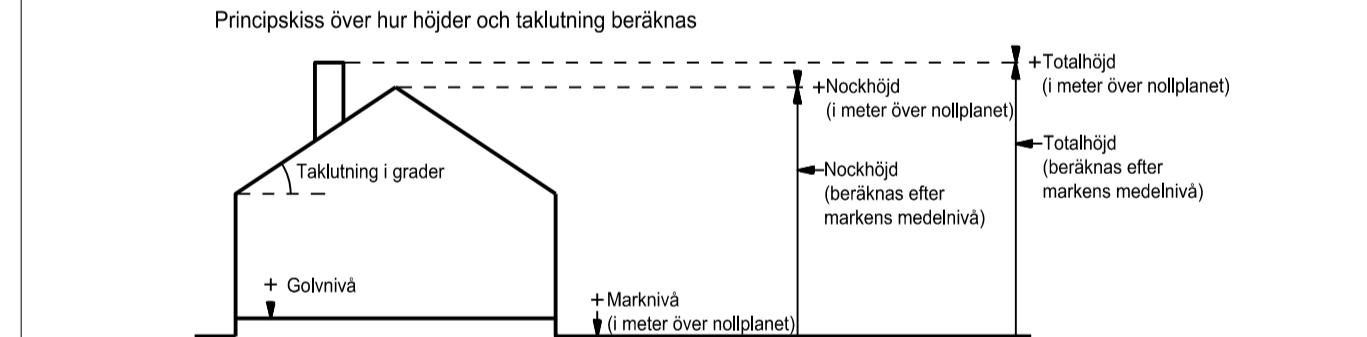 Principskiss över hur höjder och taklutning beräknas
+Totalhöjd
(i meter över nollplanet)
+Nockhöjd
(i meter över nollplanet)
Totalhöjd
(beräknas efter
markens medelnivå)
Taklutning i grader
Nockhöjd
(beräknas efter
markens medelnivå)
+ Golvnivå
+Marknivå
(i meter över nollplanet)